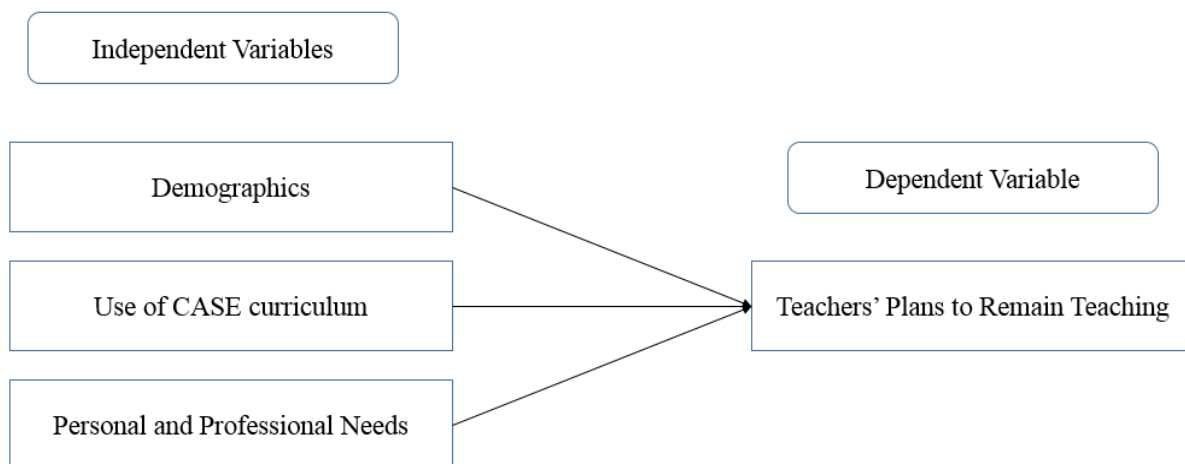 Independent Variables
Demographics
Dependent Variable
Use of CASE curriculum
Teachers’ Plans to Remain Teaching
Personal and Professional Needs